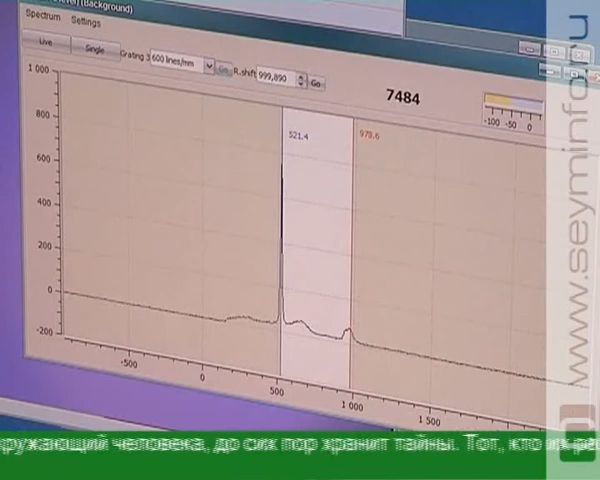 (Background)
Spectrum Settings
Live Single Grating 3 600 lines/mm Go R.shift 999,890 Go
7484
-100 -50 0
1 000
800
600
400
200
0
-200
521.4
978.6
-500 0 500 1 000 1 500
www.seyminfo.ru
ружающий человека, до сих пор хранит тайны. Тот, кто их